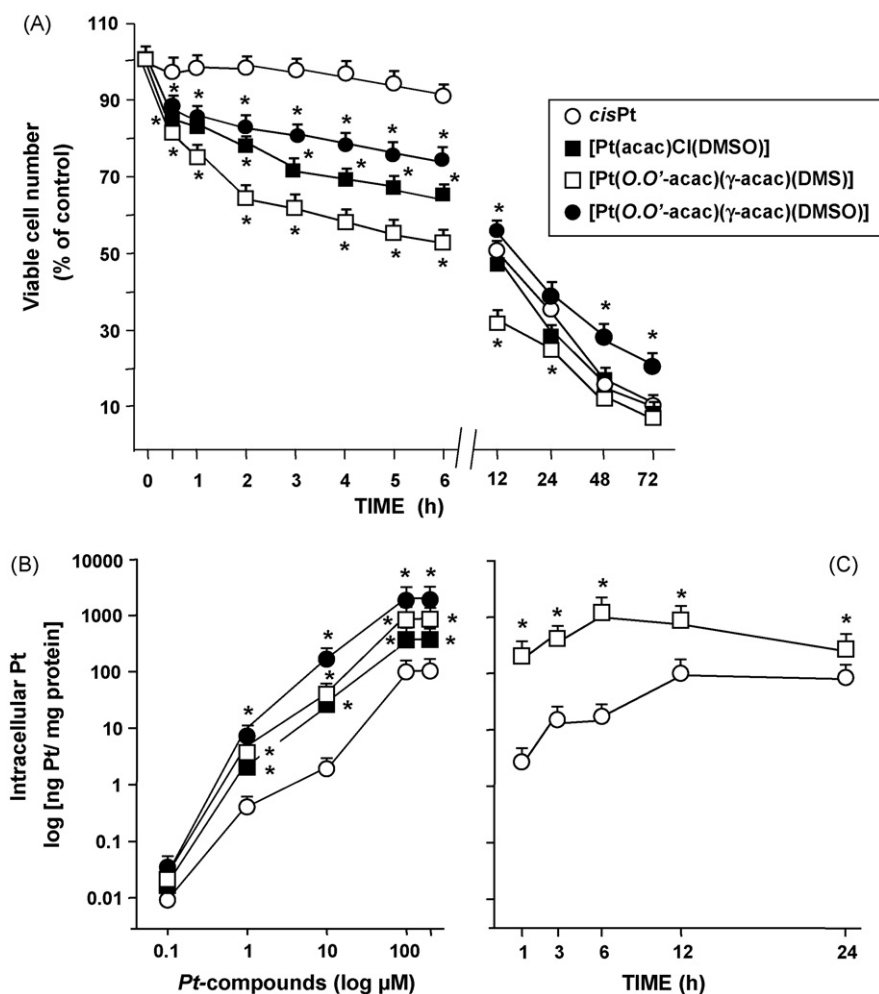 (A)
110
90
70
50
30
10
Viable cell number
(% of control)
0 1 2 3 4 5 6 12 24 48 72
TIME (h)
cisPt
[Pt(acac)Cl(DMSO)]
[Pt(O.O'-acac)(γ-acac)(DMS)]
[Pt(O.O'-acac)(γ-acac)(DMSO)]
(B)
10000
1000
100
10
1
0.1
0.01
Intracellular Pt
log [ng Pt/ mg protein]
0.1 1 10 100
Pt-compounds (log µM)
(C)
1 3 6 12 24
TIME (h)